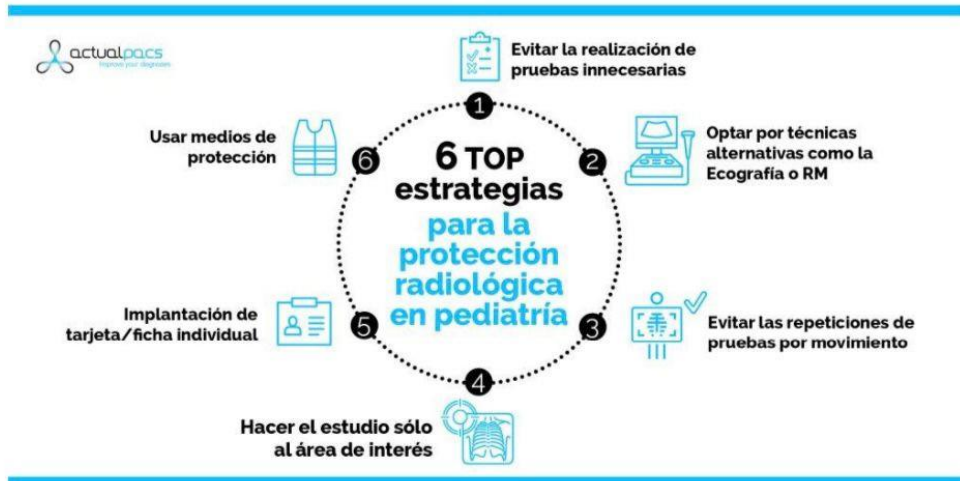 actualpacs
Improve your diagnoses
1
Evitar la realización de
pruebas innecesarias
2
Optar por técnicas
alternativas como la
Ecografía o RM
3
Evitar las repeticiones de
pruebas por movimiento
4
Hacer el estudio sólo
al área de interés
5
Implantación de
tarjeta/ficha individual
6
Usar medios de
protección
6 TOP
estrategias
para la
protección
radiológica
en pediatría